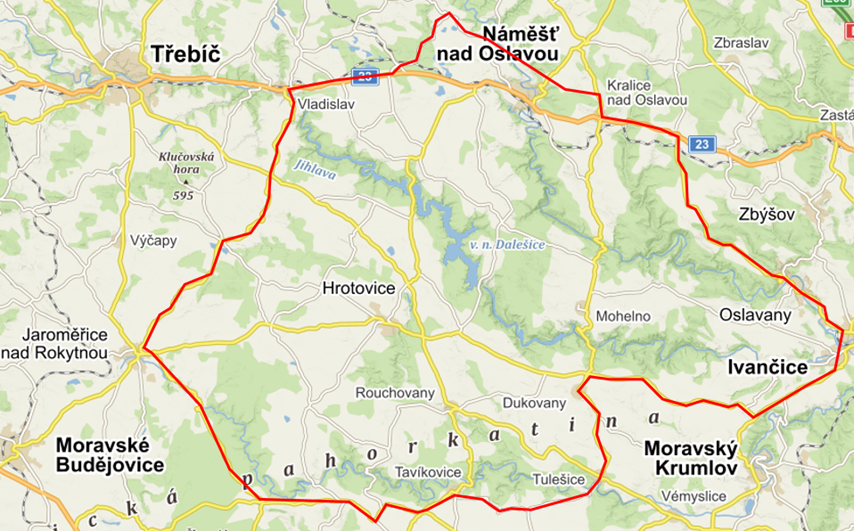 Třebíč
23
Vladislav
Náměšť
nad Oslavou
Zbraslav
Kralice
nad Oslavou
23
Klučovská
hora
595
Jihlava
Výčapy
v. n. Dalešice
Zbýšov
Hrotovice
Jaroměřice
nad Rokytnou
Mohelno
Oslavany
Ivančice
Rouchovany
Dukovany
Moravské
Budějovice
Moravský
Krumlov
Tavíkovice
Tulešice
Vémyslice
c k á p a h o r k a t i n a